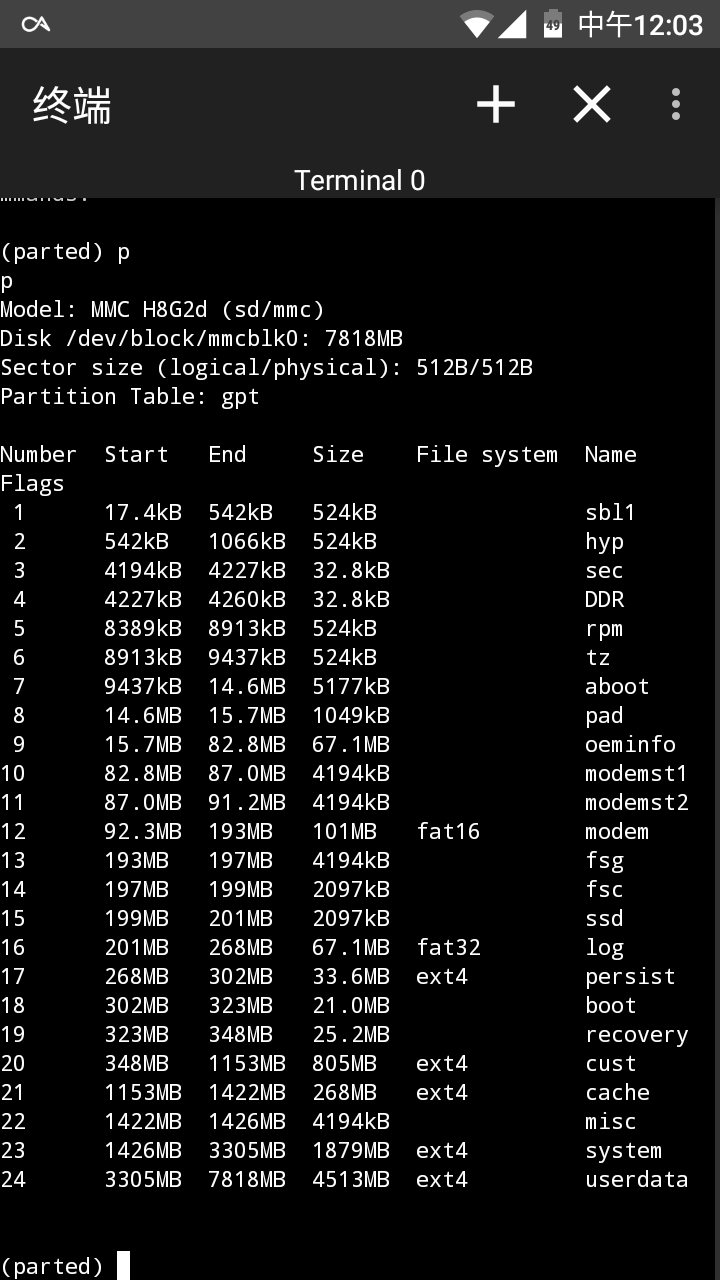 49 中午12:03
终端
Terminal 0
mmands.
(parted) p
p
Model: MMC H8G2d (sd/mmc)
Disk /dev/block/mmcblk0: 7818MB
Sector size (logical/physical): 512B/512B
Partition Table: gpt
Number  Start   End     Size    File system  Name
Flags
 1      17.4kB  542kB   524kB                sbl1
 2      542kB   1066kB  524kB                hyp
 3      4194kB  4227kB  32.8kB               sec
 4      4227kB  4260kB  32.8kB               DDR
 5      8389kB  8913kB  524kB                rpm
 6      8913kB  9437kB  524kB                tz
 7      9437kB  14.6MB  5177kB               aboot
 8      14.6MB  15.7MB  1049kB               pad
 9      15.7MB  82.8MB  67.1MB               oeminfo
10      82.8MB  87.0MB  4194kB               modemst1
11      87.0MB  91.2MB  4194kB               modemst2
12      92.3MB  193MB   101MB   fat16        modem
13      193MB   197MB   4194kB               fsg
14      197MB   199MB   2097kB               fsc
15      199MB   201MB   2097kB               ssd
16      201MB   268MB   67.1MB  fat32        log
17      268MB   302MB   33.6MB  ext4         persist
18      302MB   323MB   21.0MB               boot
19      323MB   348MB   25.2MB               recovery
20      348MB   1153MB  805MB   ext4         cust
21      1153MB  1422MB  268MB   ext4         cache
22      1422MB  1426MB  4194kB               misc
23      1426MB  3305MB  1879MB  ext4         system
24      3305MB  7818MB  4513MB  ext4         userdata
(parted)